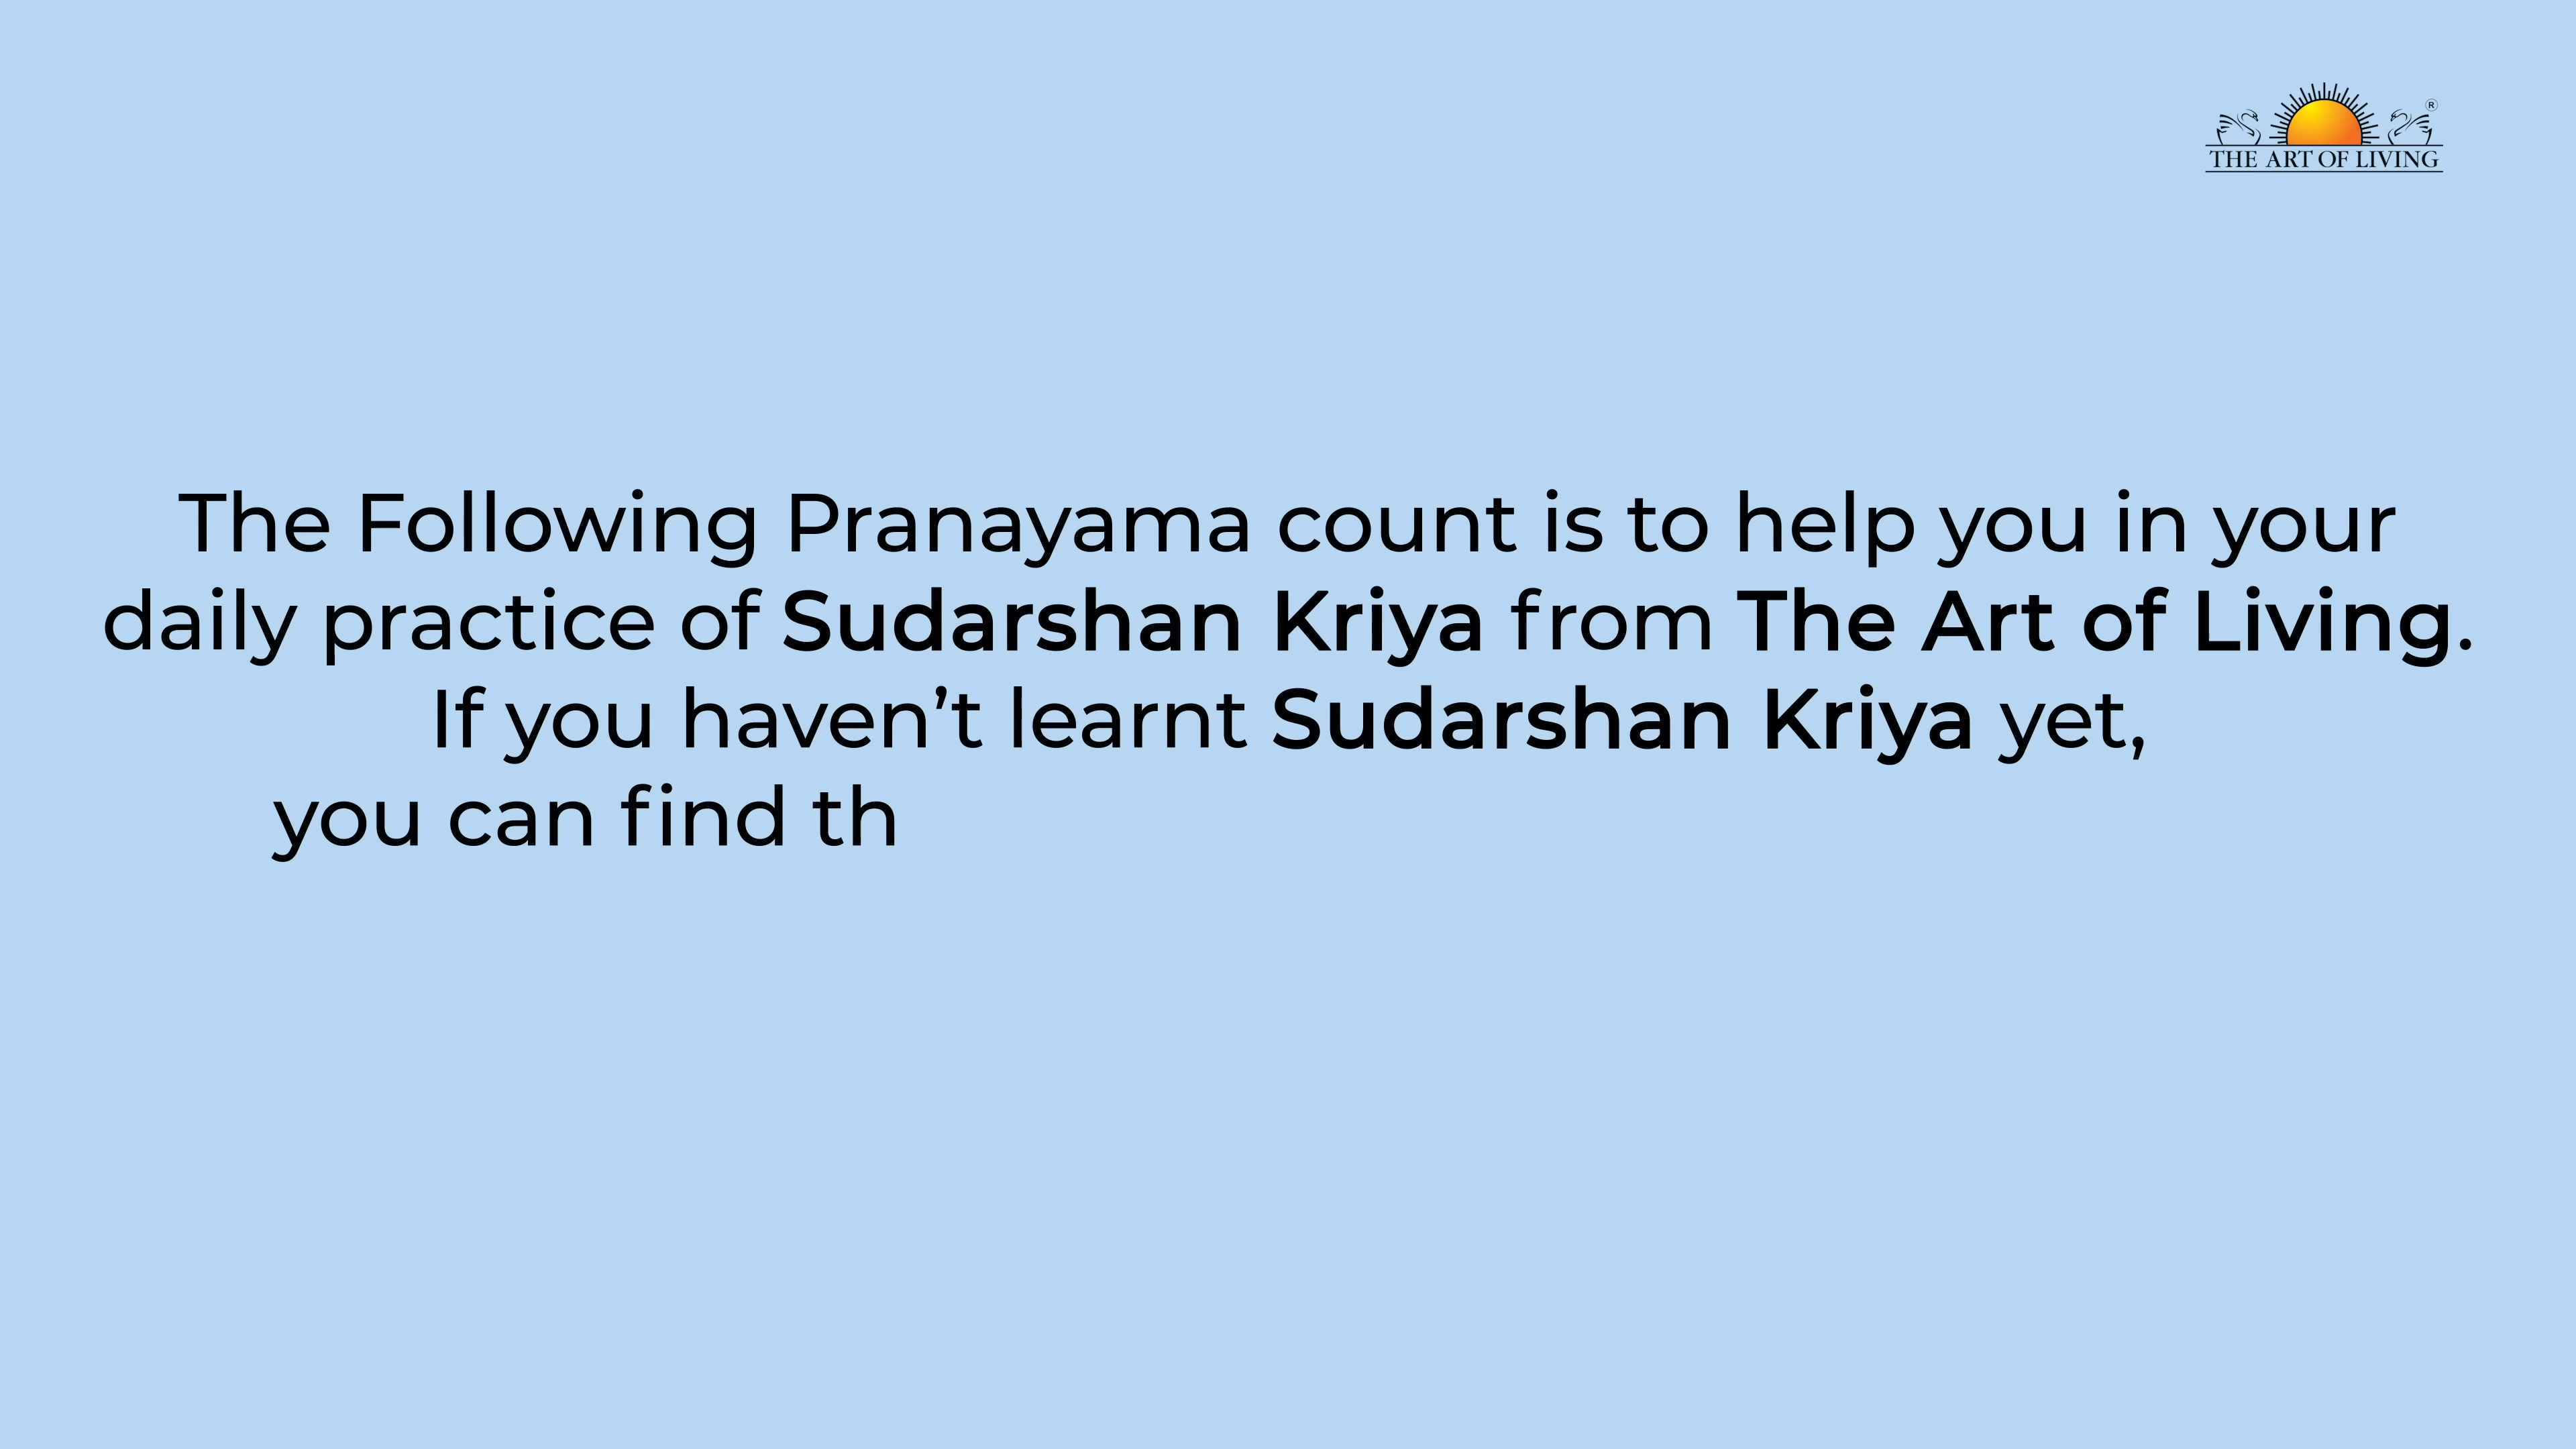 THE ART OF LIVING
®
The Following Pranayama count is to help you in your
daily practice of Sudarshan Kriya from The Art of Living.
If you haven’t learnt Sudarshan Kriya yet,
you can find th